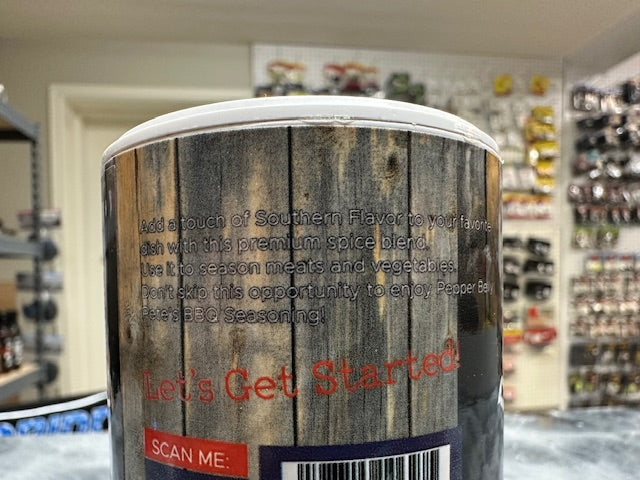 Add a touch of Southern Flavor to your favorite
dish with this premium spice blend.
Use it to season meats and vegetables.
Don't skip this opportunity to enjoy Pepper Belly
Pete's BBQ Seasoning!
Let's Get Started!
SCAN ME: